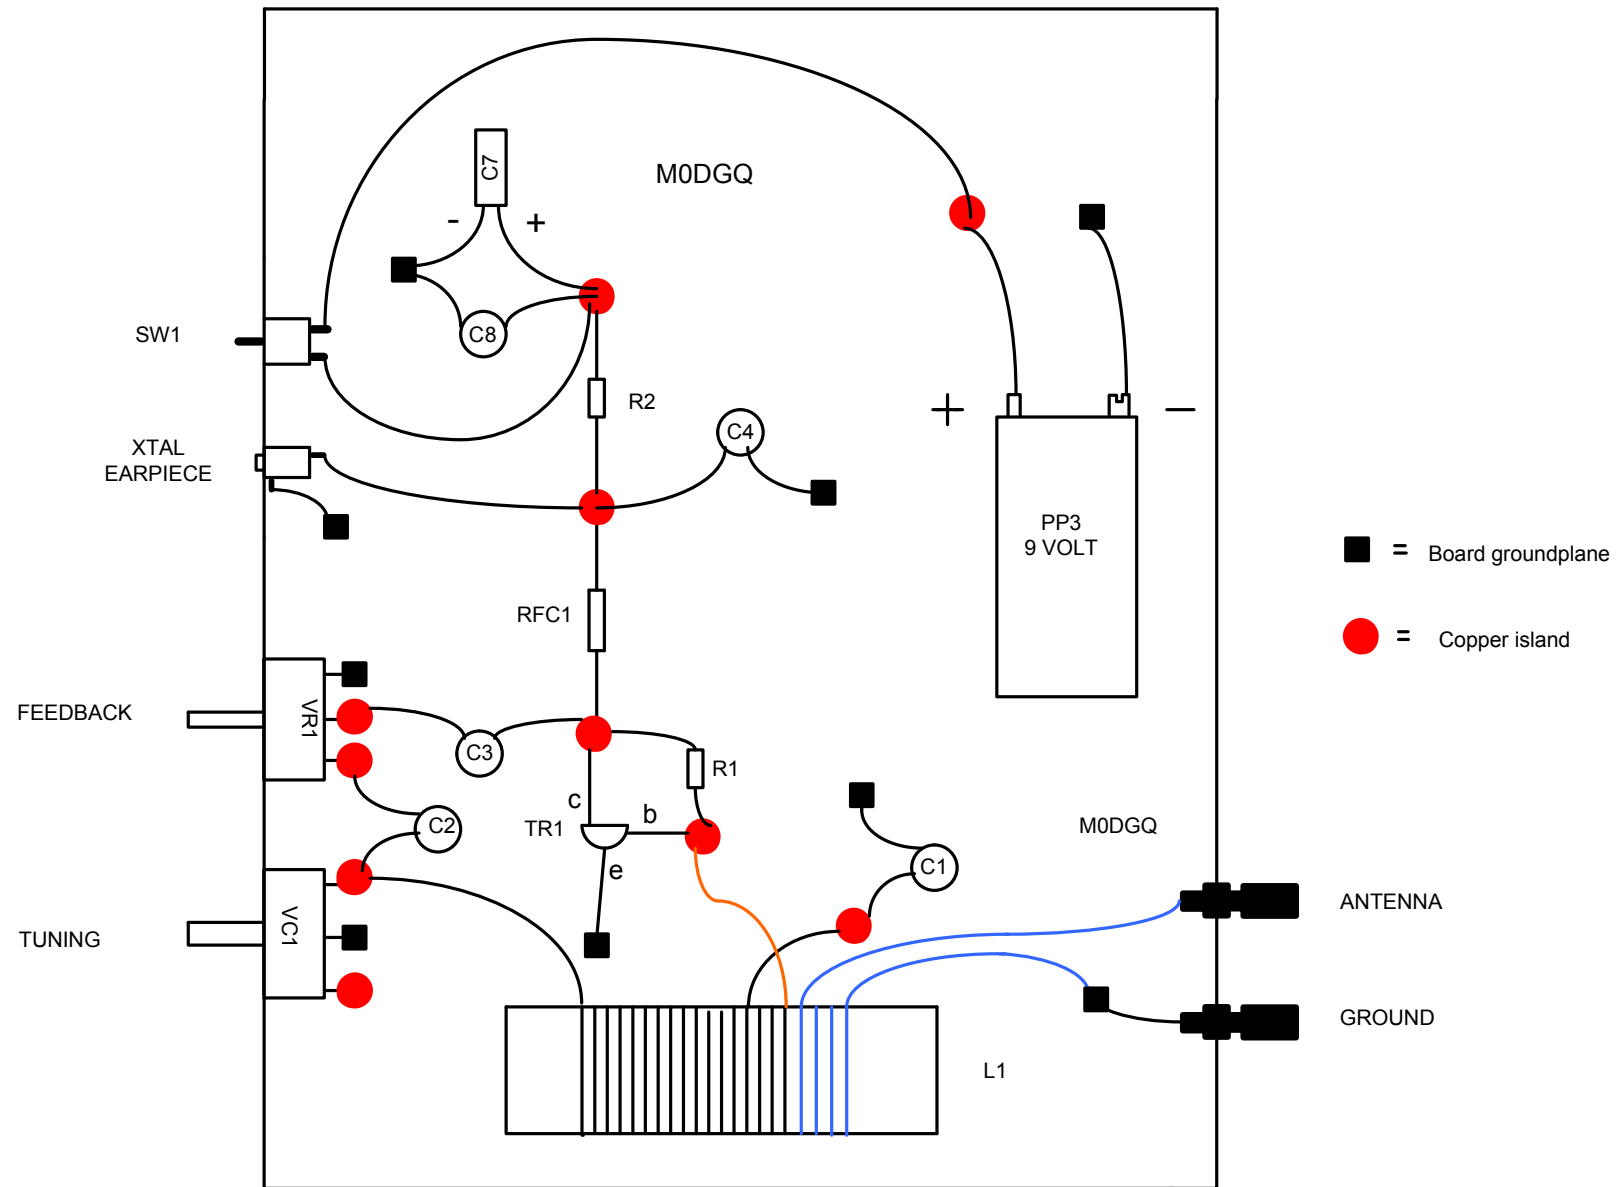 C7
M0DGQ
- +
SW1
C8
R2
+ –
C4
XTAL
EARPIECE
PP3
9 VOLT
= Board groundplane
RFC1
= Copper island
FEEDBACK
VR1
C3
R1
c
b
TR1
C2
M0DGQ
e
C1
ANTENNA
VC1
TUNING
GROUND
L1